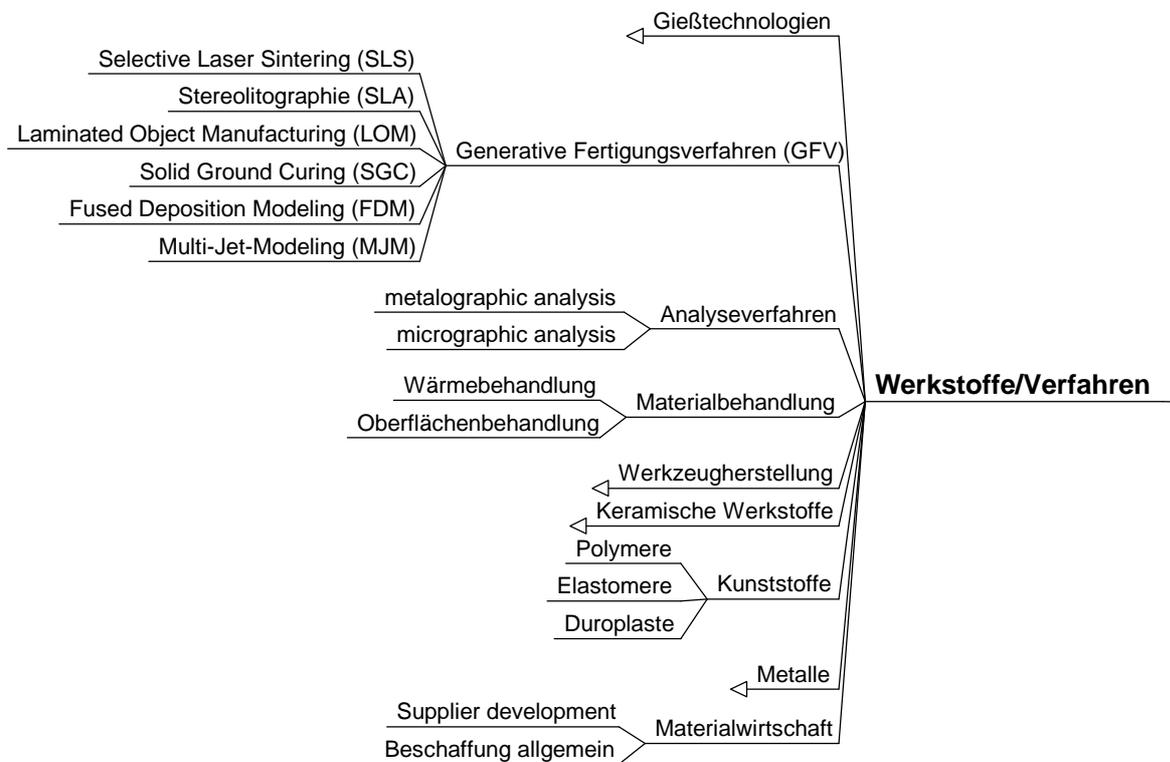 Gießtechnologien
Selective Laser Sintering (SLS)
Stereolitographie (SLA)
Laminated Object Manufacturing (LOM)
Generative Fertigungsverfahren (GFV)
Solid Ground Curing (SGC)
Fused Deposition Modeling (FDM)
Multi-Jet-Modeling (MJM)
metalographic analysis
Analyseverfahren
micrographic analysis
Werkstoffe/Verfahren
Wärmebehandlung
Materialbehandlung
Oberflächenbehandlung
Werkzeugherstellung
Keramische Werkstoffe
Polymere
Elastomere
Kunststoffe
Duroplaste
Metalle
Supplier development
Materialwirtschaft
Beschaffung allgemein